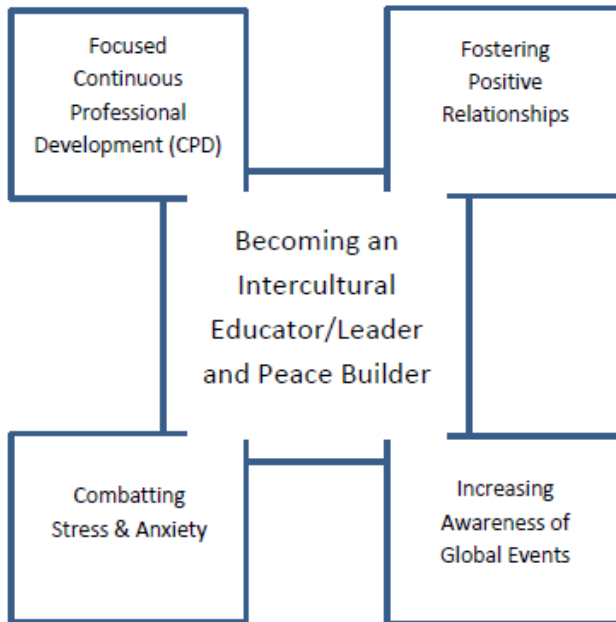 Focused
Continuous
Professional
Development (CPD)
Fostering
Positive
Relationships
Becoming an
Intercultural
Educator/Leader
and Peace Builder
Combatting
Stress & Anxiety
Increasing
Awareness of
Global Events